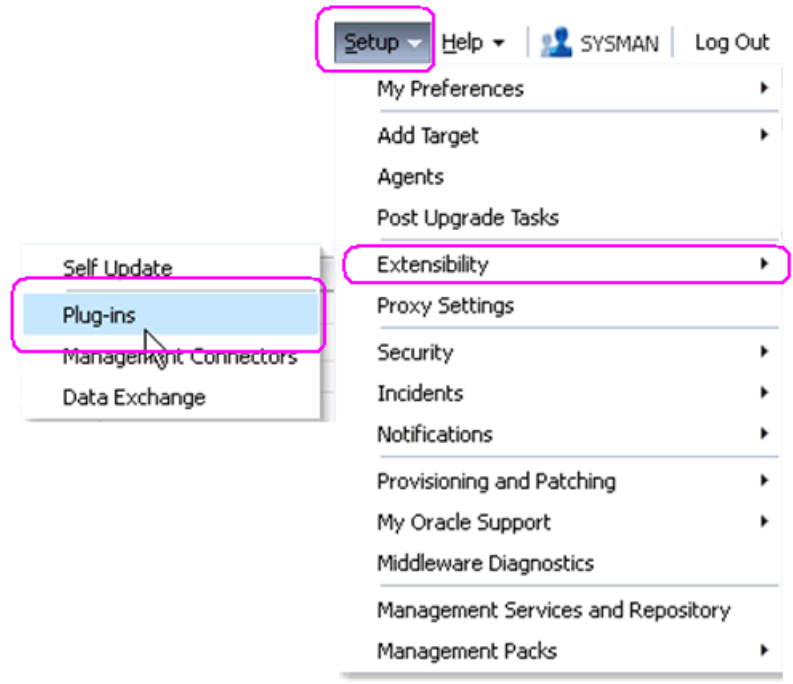 Setup Help SYSMAN Log Out
My Preferences
Add Target
Agents
Post Upgrade Tasks
Extensibility
Proxy Settings
Security
Incidents
Notifications
Provisioning and Patching
My Oracle Support
Middleware Diagnostics
Management Services and Repository
Management Packs
Self Update
Plug-ins
Management Connectors
Data Exchange